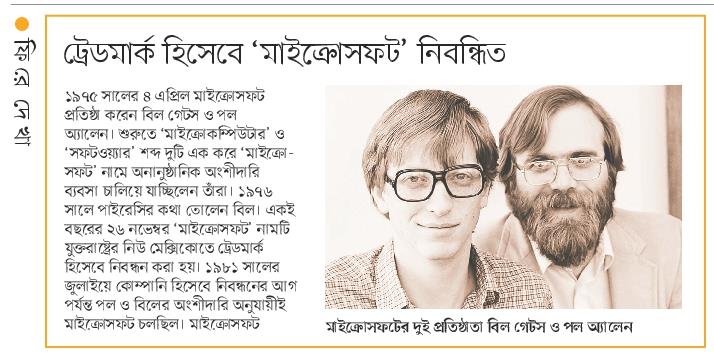 ফিরে দেখা
ট্রেডমার্ক হিসেবে ‘মাইক্রোসফট’ নিবন্ধিত
১৯৭৫ সালের ৪ এপ্রিল মাইক্রোসফট
প্রতিষ্ঠা করেন বিল গেটস ও পল
অ্যালেন। শুরুতে ‘মাইক্রোকম্পিউটার’ ও
‘সফটওয়্যার’ শব্দ দুটি এক করে ‘মাইক্রো-
সফট’ নামে অনানুষ্ঠানিক অংশীদারি
ব্যবসা চালিয়ে যাচ্ছিলেন তাঁরা। ১৯৭৬
সালে পাইরেসির কথা তোলেন বিল। একই
বছরের ২৬ নভেম্বর ‘মাইক্রোসফট’ নামটি
যুক্তরাষ্ট্রের নিউ মেক্সিকোতে ট্রেডমার্ক
হিসেবে নিবন্ধন করা হয়। ১৯৮১ সালের
জুলাইয়ে কোম্পানি হিসেবে নিবন্ধনের আগ
পর্যন্ত পল ও বিলের অংশীদারি অনুযায়ীই
মাইক্রোসফট চলছিল। মাইক্রোসফট
মাইক্রোসফটের দুই প্রতিষ্ঠাতা বিল গেটস ও পল অ্যালেন